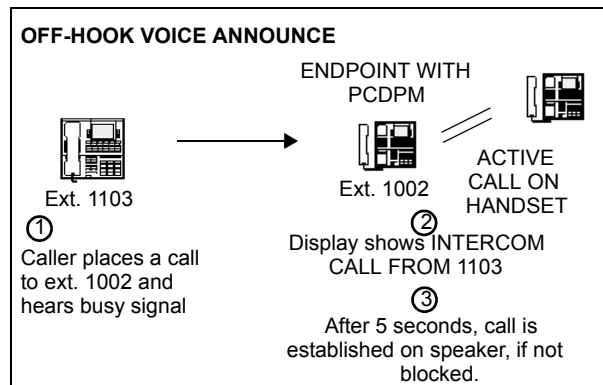 OFF-HOOK VOICE ANNOUNCE
ENDPOINT WITH
PCDPM
Ext. 1103
Ext. 1002
ACTIVE
CALL ON
HANDSET
1
Caller places a call
to ext. 1002 and
hears busy signal
2
Display shows INTERCOM
CALL FROM 1103
3
After 5 seconds, call is
established on speaker, if not
blocked.